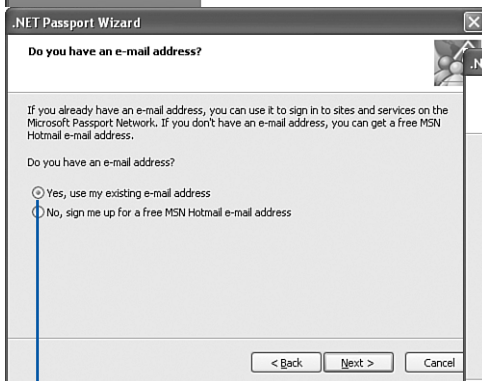 .NET Passport Wizard
Do you have an e-mail address?
.N
If you already have an e-mail address, you can use it to sign in to sites and services on the
Microsoft Passport Network. If you don't have an e-mail address, you can get a free MSN
Hotmail e-mail address.
Do you have an e-mail address?
Yes, use my existing e-mail address
No, sign me up for a free MSN Hotmail e-mail address
< Back
Next >
Cancel